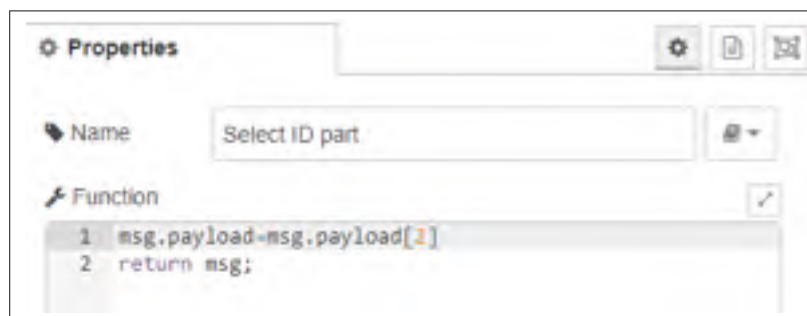 Properties
Name
Select ID part
Function
1 msg.payload=msg.payload[2]
2 return msg;